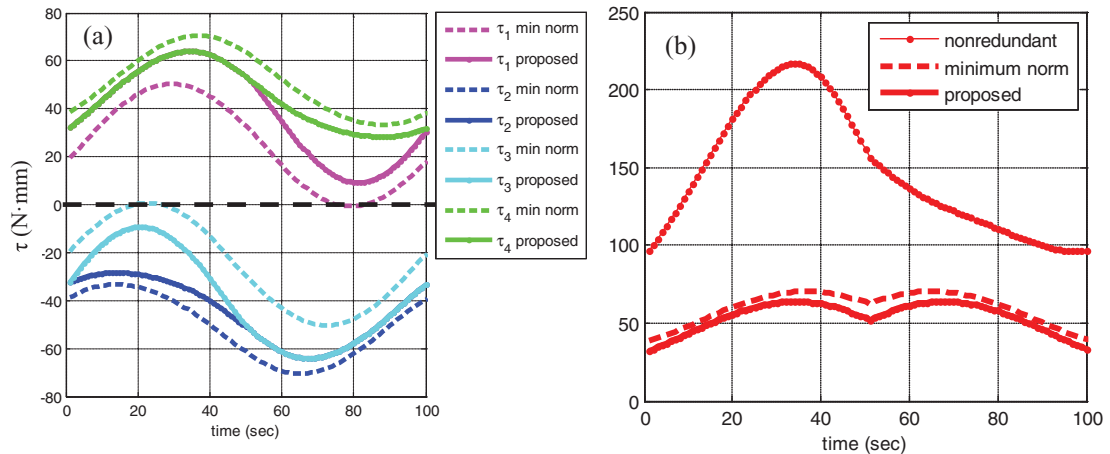 (a)
80
60
40
20
0
-20
-40
-60
-80
τ (N·mm)
0 20 40 60 80 100
time (sec)
τ1 min norm
τ1 proposed
τ2 min norm
τ2 proposed
τ3 min norm
τ3 proposed
τ4 min norm
τ4 proposed
(b)
250
200
150
100
50
0
0 20 40 60 80 100
time (sec)
nonredundant
minimum norm
proposed